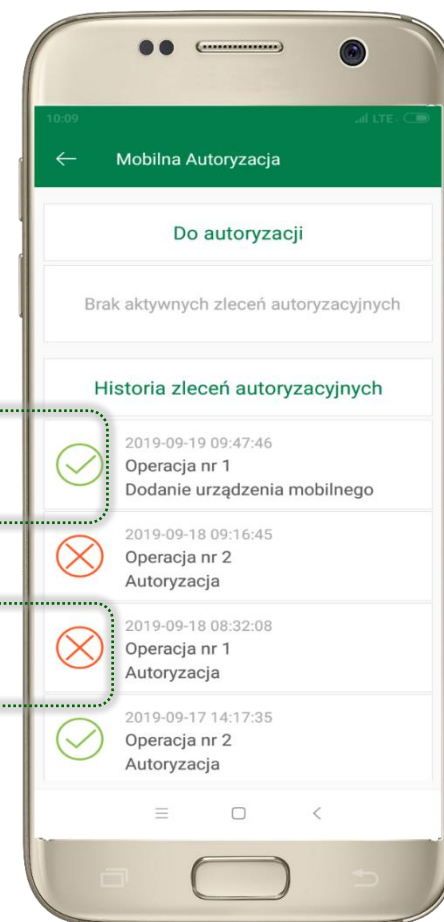 10:09
LTE
Mobilna Autoryzacja
Do autoryzacji
Brak aktywnych zleceń autoryzacyjnych
Historia zleceń autoryzacyjnych
2019-09-19 09:47:46
Operacja nr 1
Dodanie urządzenia mobilnego
2019-09-18 09:16:45
Operacja nr 2
Autoryzacja
2019-09-18 08:32:08
Operacja nr 1
Autoryzacja
2019-09-17 14:17:35
Operacja nr 2
Autoryzacja